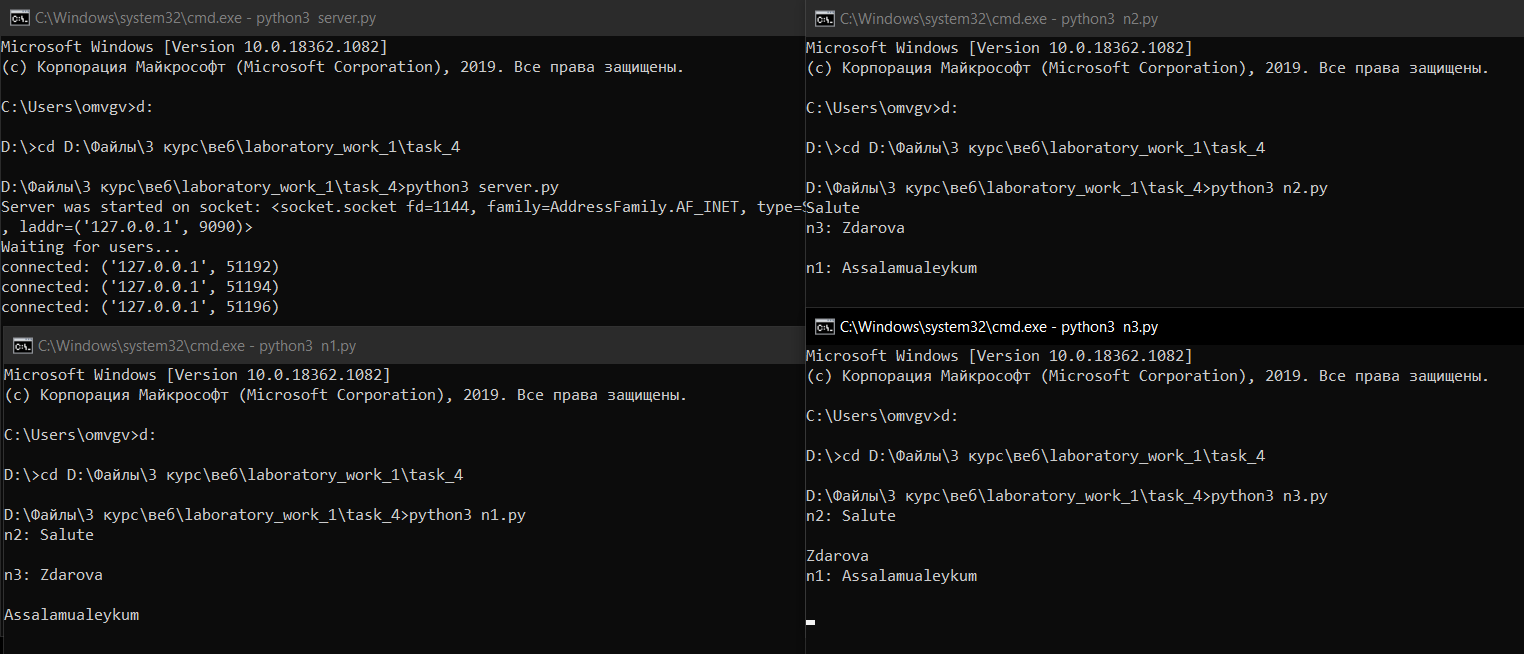 C:\Windows\system32\cmd.exe - python3 server.py
Microsoft Windows [Version 10.0.18362.1082]
(c) Корпорация Майкрософт (Microsoft Corporation), 2019. Все права защищены.
C:\Users\omvgv>d:
D:\>cd D:\Файлы\3 курс\веб\laboratory_work_1\task_4
D:\Файлы\3 курс\веб\laboratory_work_1\task_4>python3 server.py
Server was started on socket: <socket.socket fd=1144, family=AddressFamily.AF_INET, type=S
, laddr=('127.0.0.1', 9090)>
Waiting for users...
connected: ('127.0.0.1', 51192)
connected: ('127.0.0.1', 51194)
connected: ('127.0.0.1', 51196)
C:\Windows\system32\cmd.exe - python3 n1.py
Microsoft Windows [Version 10.0.18362.1082]
(c) Корпорация Майкрософт (Microsoft Corporation), 2019. Все права защищены.
C:\Users\omvgv>d:
D:\>cd D:\Файлы\3 курс\веб\laboratory_work_1\task_4
D:\Файлы\3 курс\веб\laboratory_work_1\task_4>python3 n1.py
n2: Salute
n3: Zdarova
Assalamualeykum
C:\Windows\system32\cmd.exe - python3 n2.py
Microsoft Windows [Version 10.0.18362.1082]
(c) Корпорация Майкрософт (Microsoft Corporation), 2019. Все права защищены.
C:\Users\omvgv>d:
D:\>cd D:\Файлы\3 курс\веб\laboratory_work_1\task_4
D:\Файлы\3 курс\веб\laboratory_work_1\task_4>python3 n2.py
Salute
n3: Zdarova
n1: Assalamualeykum
C:\Windows\system32\cmd.exe - python3 n3.py
Microsoft Windows [Version 10.0.18362.1082]
(c) Корпорация Майкрософт (Microsoft Corporation), 2019. Все права защищены.
C:\Users\omvgv>d:
D:\>cd D:\Файлы\3 курс\веб\laboratory_work_1\task_4
D:\Файлы\3 курс\веб\laboratory_work_1\task_4>python3 n3.py
n2: Salute
Zdarova
n1: Assalamualeykum